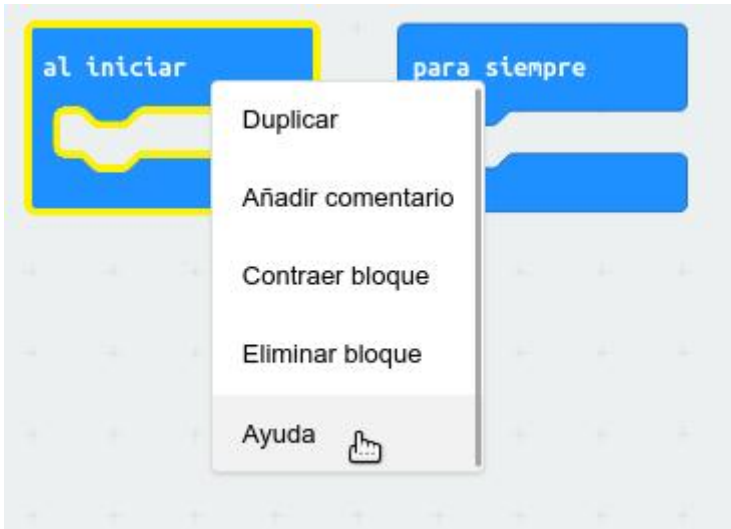 al iniciar
para siempre
Duplicar
Añadir comentario
Contraer bloque
Eliminar bloque
Ayuda